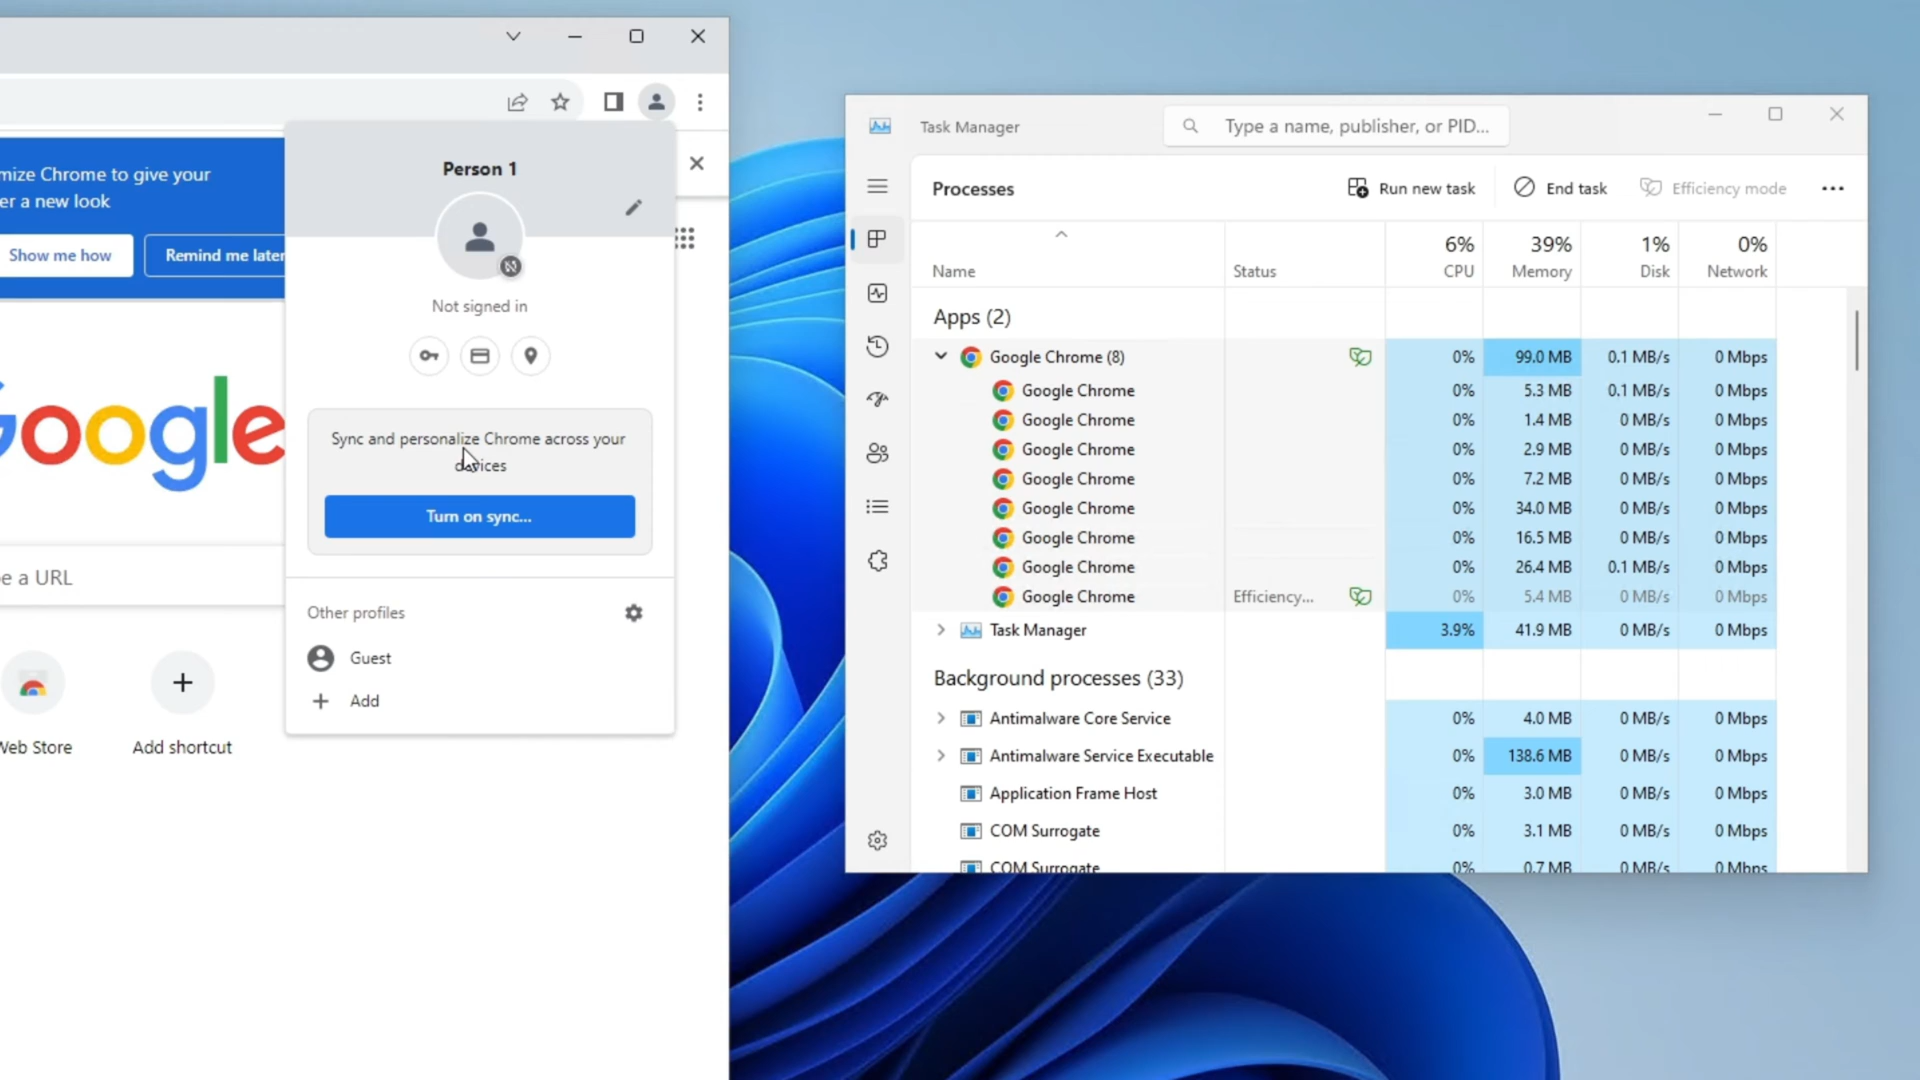 mize Chrome to give your
er a new look
Show me how
Remind me later
Google
e a URL
Web Store
Add shortcut
Person 1
Not signed in
Sync and personalize Chrome across your
devices
Turn on sync...
Other profiles
Guest
Add
Task Manager
Type a name, publisher, or PID...
Processes
Run new task
End task
Efficiency mode
6% 39% 1% 0%
Name Status CPU Memory Disk Network
Apps (2)
Google Chrome (8) 0% 99.0 MB 0.1 MB/s 0 Mbps
Google Chrome 0% 5.3 MB 0.1 MB/s 0 Mbps
Google Chrome 0% 1.4 MB 0 MB/s 0 Mbps
Google Chrome 0% 2.9 MB 0 MB/s 0 Mbps
Google Chrome 0% 7.2 MB 0 MB/s 0 Mbps
Google Chrome 0% 34.0 MB 0 MB/s 0 Mbps
Google Chrome 0% 16.5 MB 0 MB/s 0 Mbps
Google Chrome 0% 26.4 MB 0.1 MB/s 0 Mbps
Google Chrome Efficiency... 0% 5.4 MB 0 MB/s 0 Mbps
Task Manager 3.9% 41.9 MB 0 MB/s 0 Mbps
Background processes (33)
Antimalware Core Service 0% 4.0 MB 0 MB/s 0 Mbps
Antimalware Service Executable 0% 138.6 MB 0 MB/s 0 Mbps
Application Frame Host 0% 3.0 MB 0 MB/s 0 Mbps
COM Surrogate 0% 3.1 MB 0 MB/s 0 Mbps
COM Surrogate 0% 0.7 MB 0 MB/s 0 Mbps